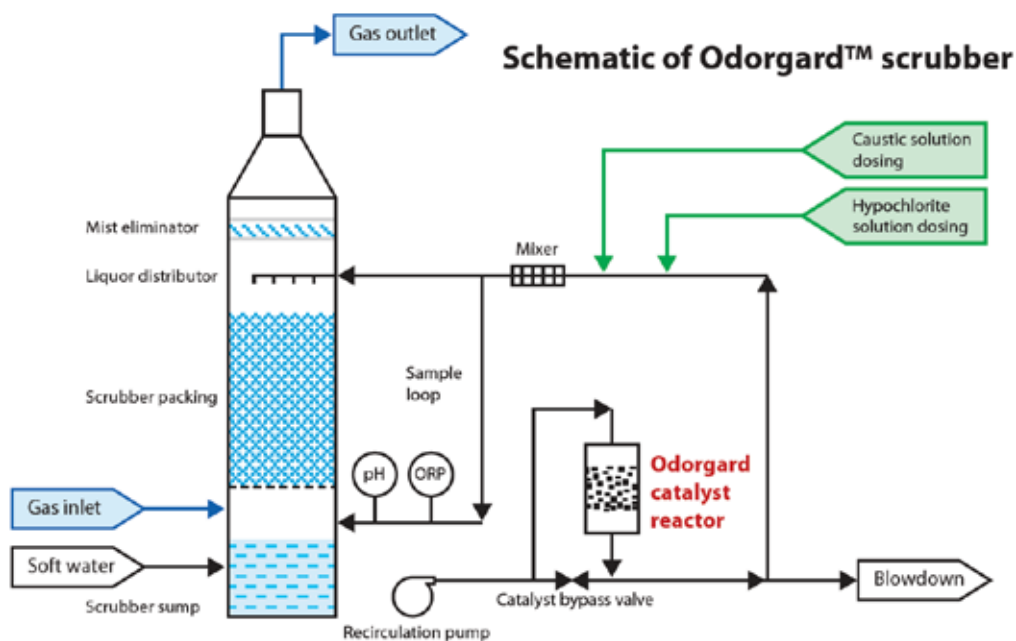 Gas outlet
Schematic of Odorgard™ scrubber
Caustic solution
dosing
Hypochlorite
solution dosing
Mist eliminator
Mixer
Liquor distributor
Sample
loop
Scrubber packing
pH
ORP
Odorgard
catalyst
reactor
Gas inlet
Soft water
Scrubber sump
Catalyst bypass valve
Blowdown
Recirculation pump